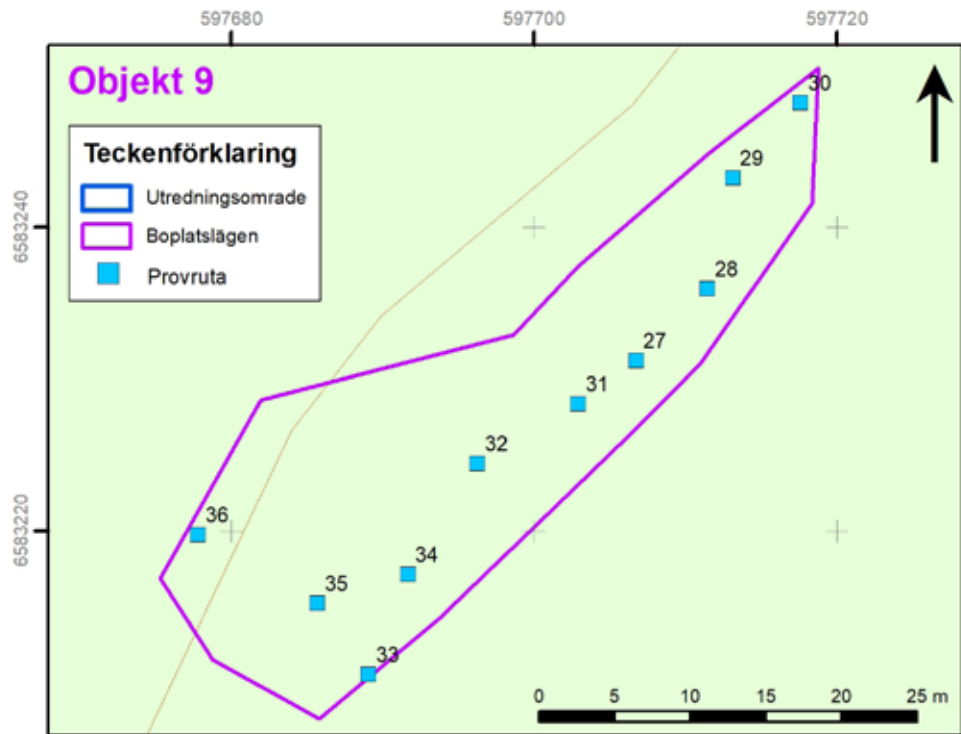 597680
597700
597720
Objekt 9
Teckenförklaring
Utredningsomrade
Boplatslägen
Provruta
6583240
6583220
30
29
28
27
31
32
36
34
35
33
0 5 10 15 20 25 m